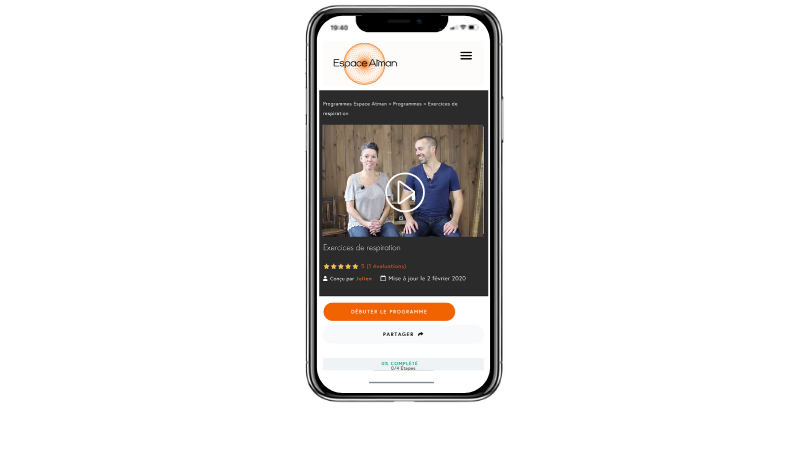 19:40
Espace Atman
Programmes Espace Atman » Programmes » Exercices de
respiration
Exercices de respiration
5 (1 évaluations)
Conçu par Julien Mise à jour le 2 février 2020
DÉBUTER LE PROGRAMME
PARTAGER
0% COMPLÉTÉ
0/4 Étapes